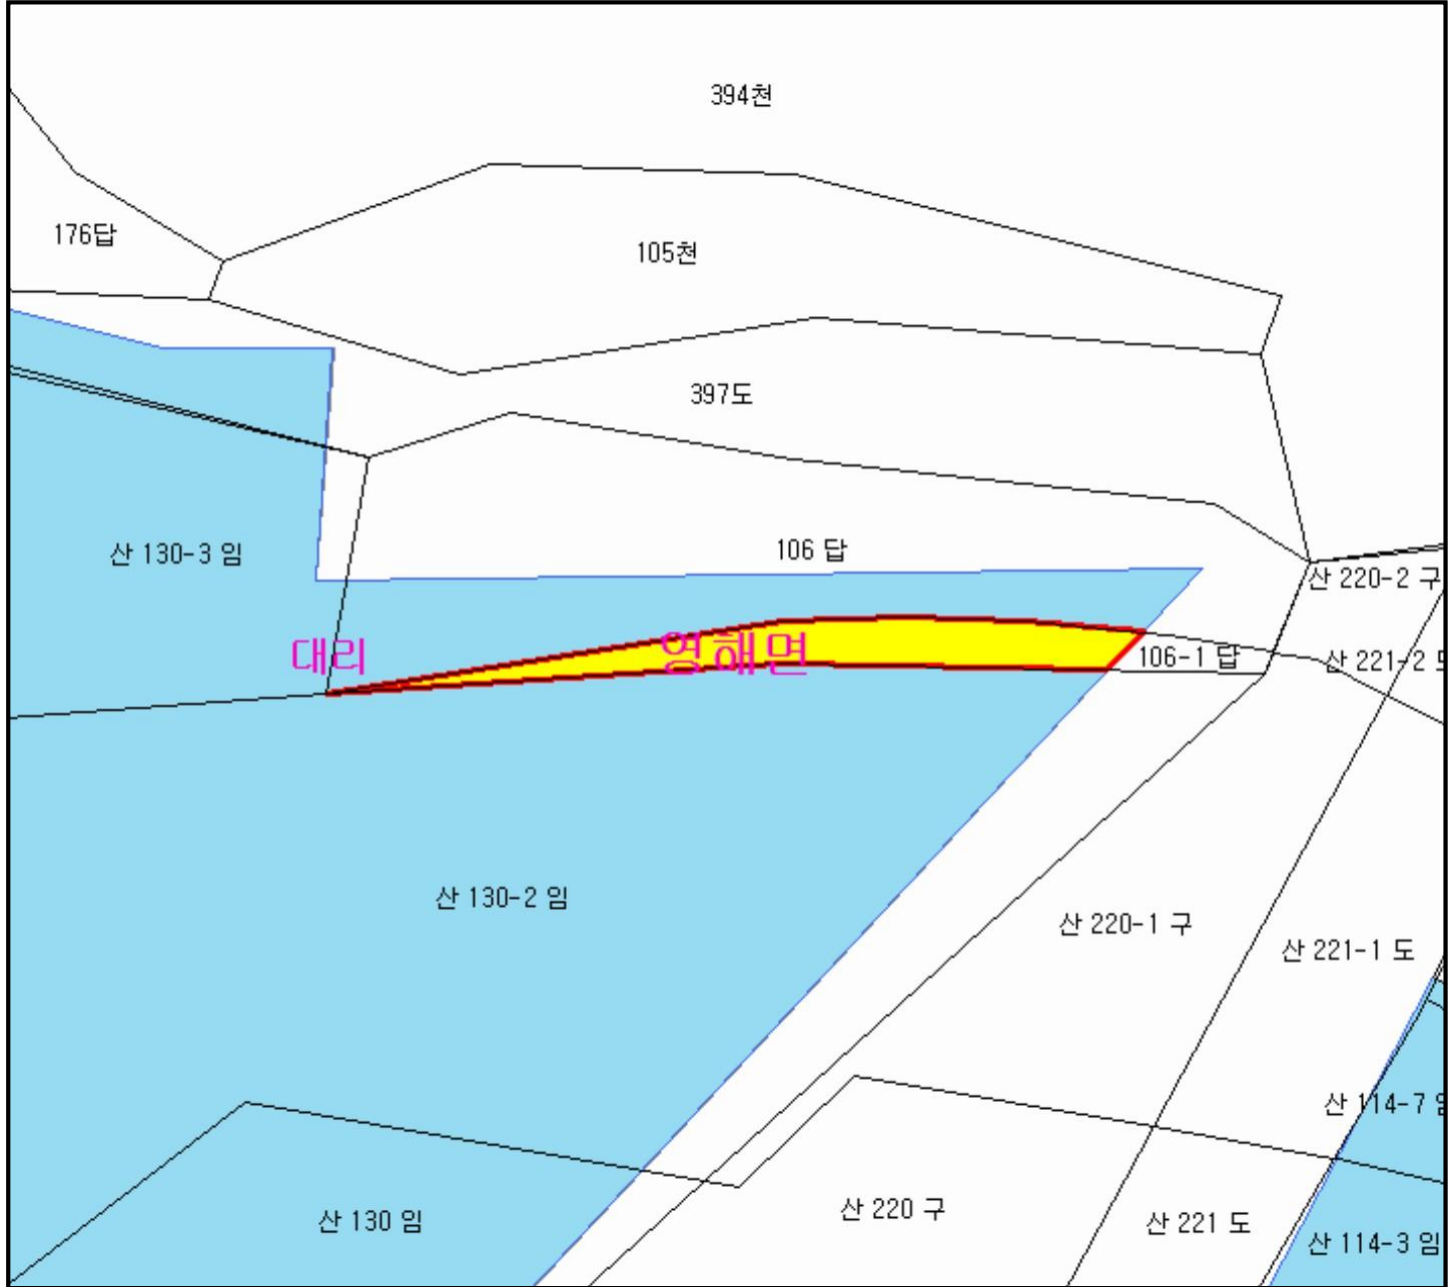 394천
176답
105천
397도
산 130-3 임
106 답
산 220-2 구
대리
영해면
106-1 답
산 221-2 도
산 130-2 임
산 220-1 구
산 221-1 도
산 114-7 임
산 130 임
산 220 구
산 221 도
산 114-3 임